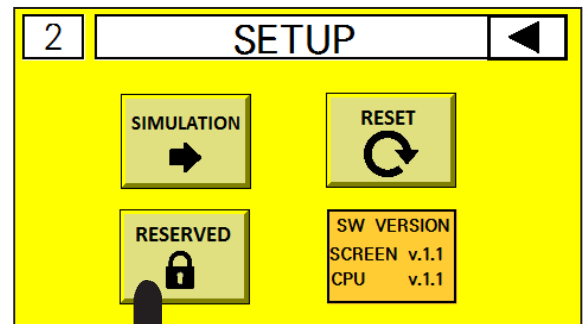 2
SETUP
SIMULATION
RESET
RESERVED
SW VERSION
SCREEN v.1.1
CPU v.1.1